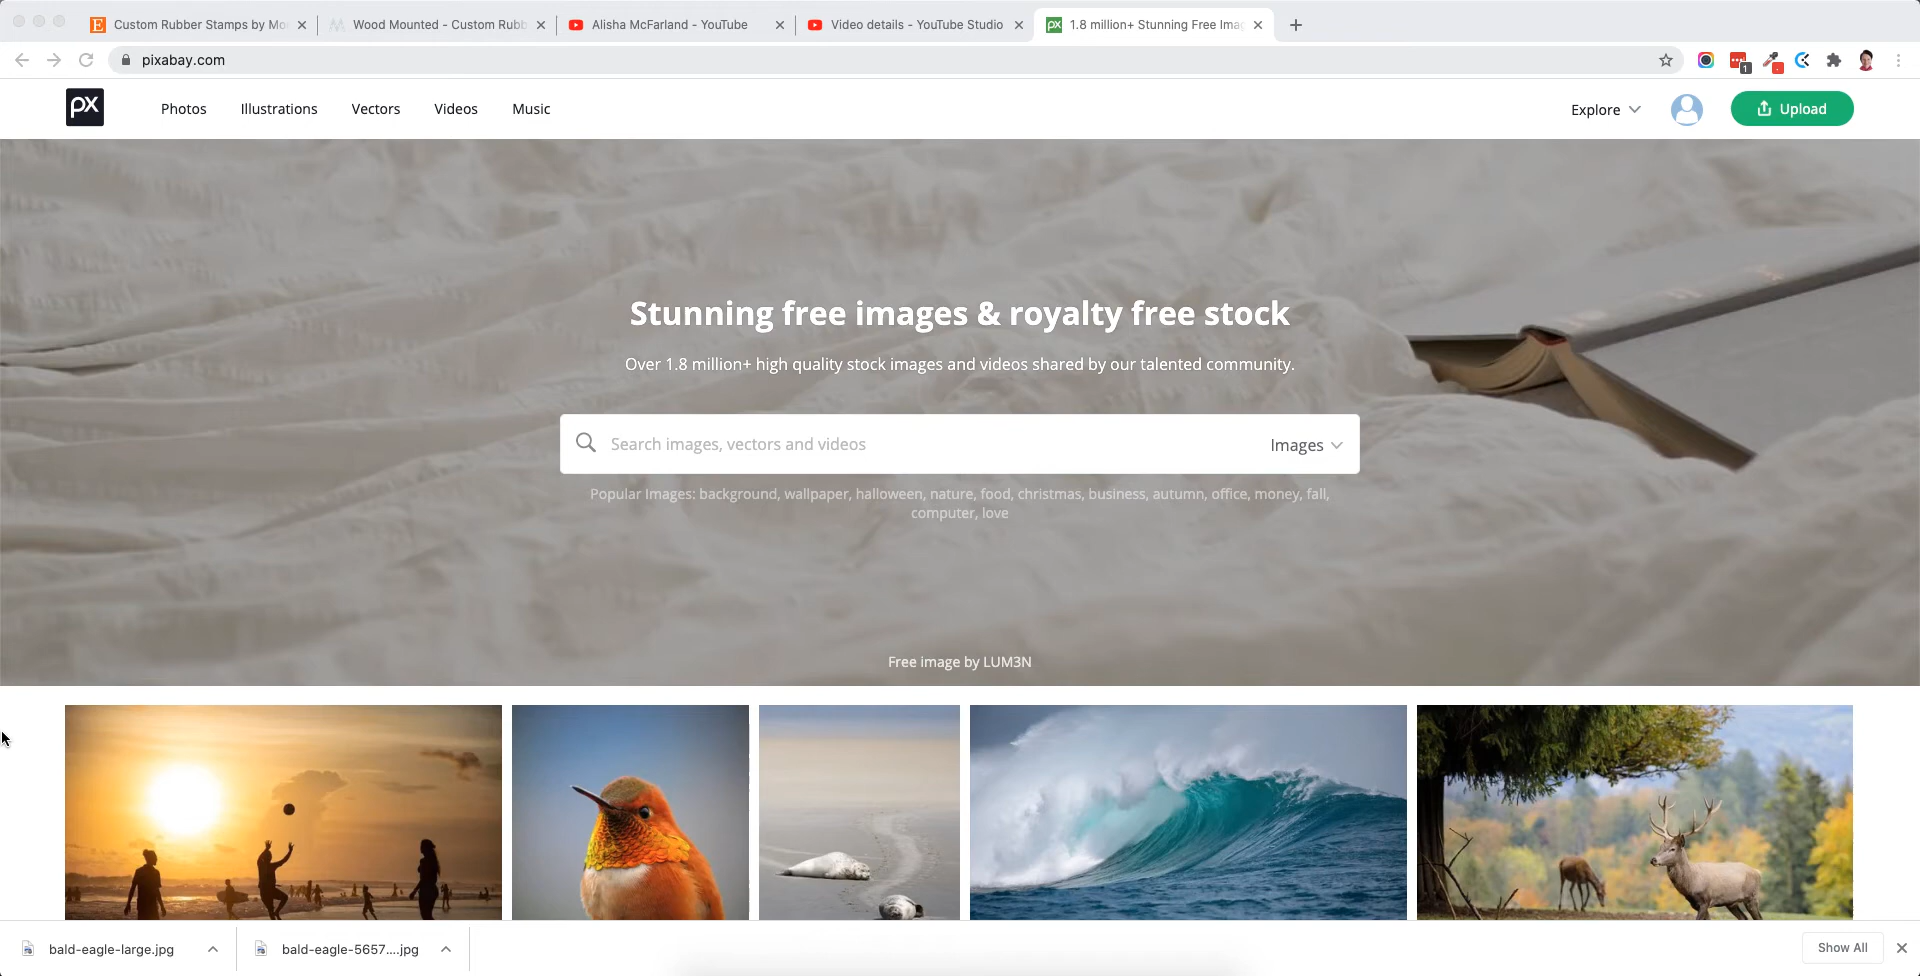 Custom Rubber Stamps by Mo
Wood Mounted - Custom Rubb
Alisha McFarland - YouTube
Video details - YouTube Studio
1.8 million+ Stunning Free Imag
pixabay.com
1
px
Photos
Illustrations
Vectors
Videos
Music
Explore
Upload
Stunning free images & royalty free stock
Over 1.8 million+ high quality stock images and videos shared by our talented community.
Search images, vectors and videos
Images
Popular Images: background, wallpaper, halloween, nature, food, christmas, business, autumn, office, money, fall,
computer, love
Free image by LUM3N
bald-eagle-large.jpg
bald-eagle-5657....jpg
Show All